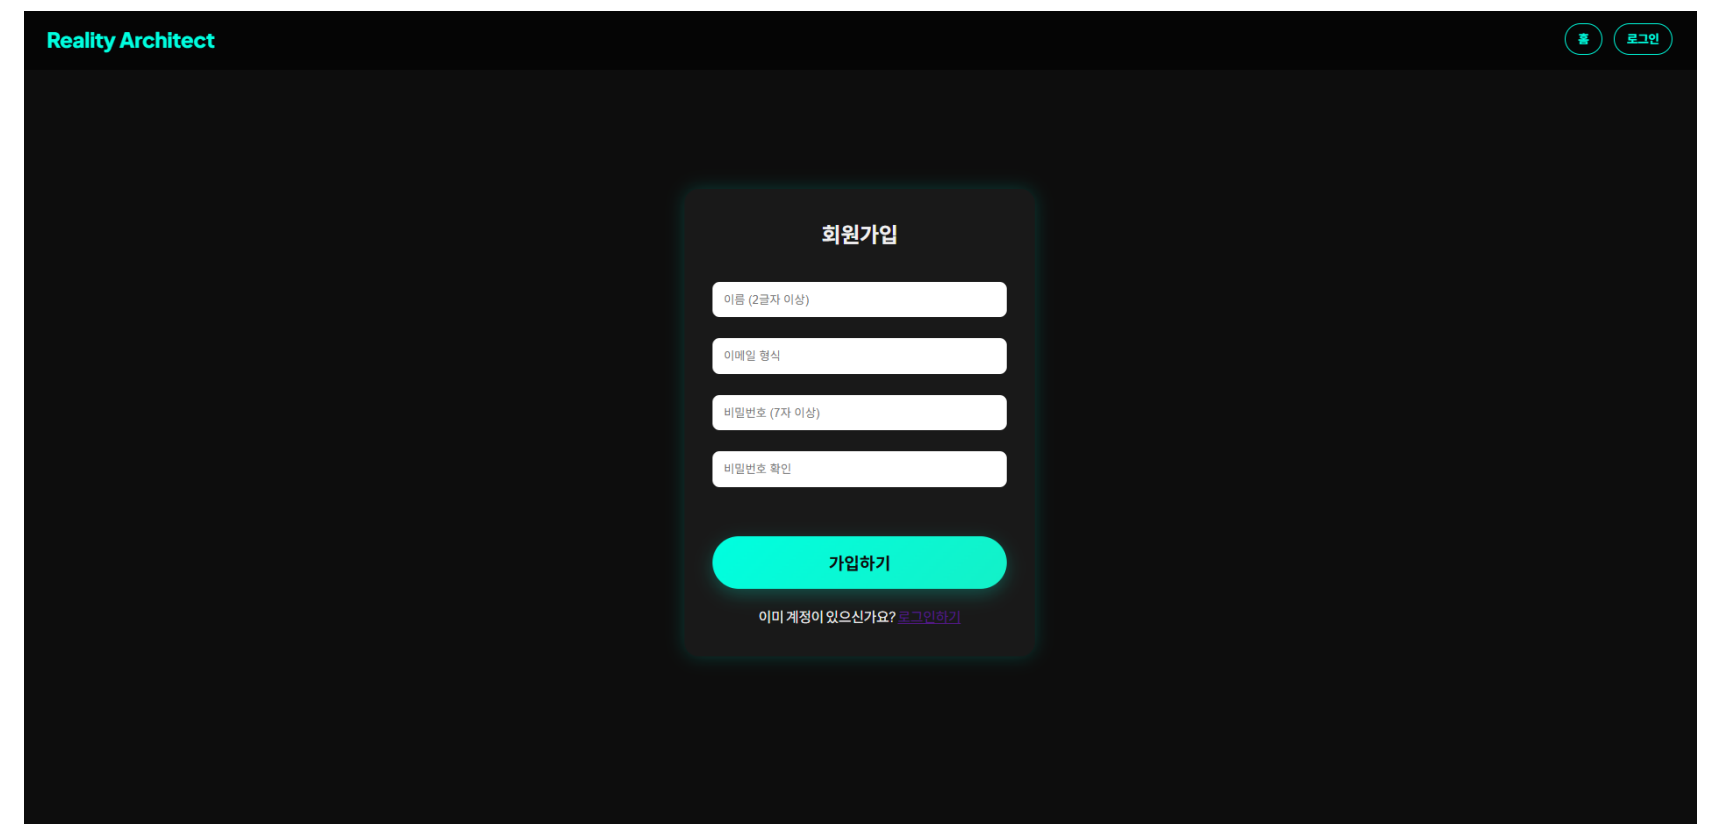 Reality Architect
홈
로그인
회원가입
이름 (2글자 이상)
이메일 형식
비밀번호 (7자 이상)
비밀번호 확인
가입하기
이미 계정이 있으신가요? 로그인하기